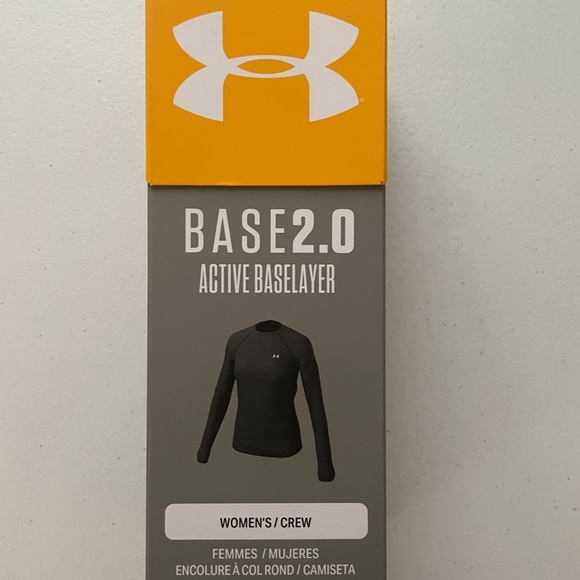 BASE2.0
ACTIVE BASELAYER
WOMEN'S / CREW
FEMMES / MUJERES
ENCOLURE À COL ROND / CAMISETA